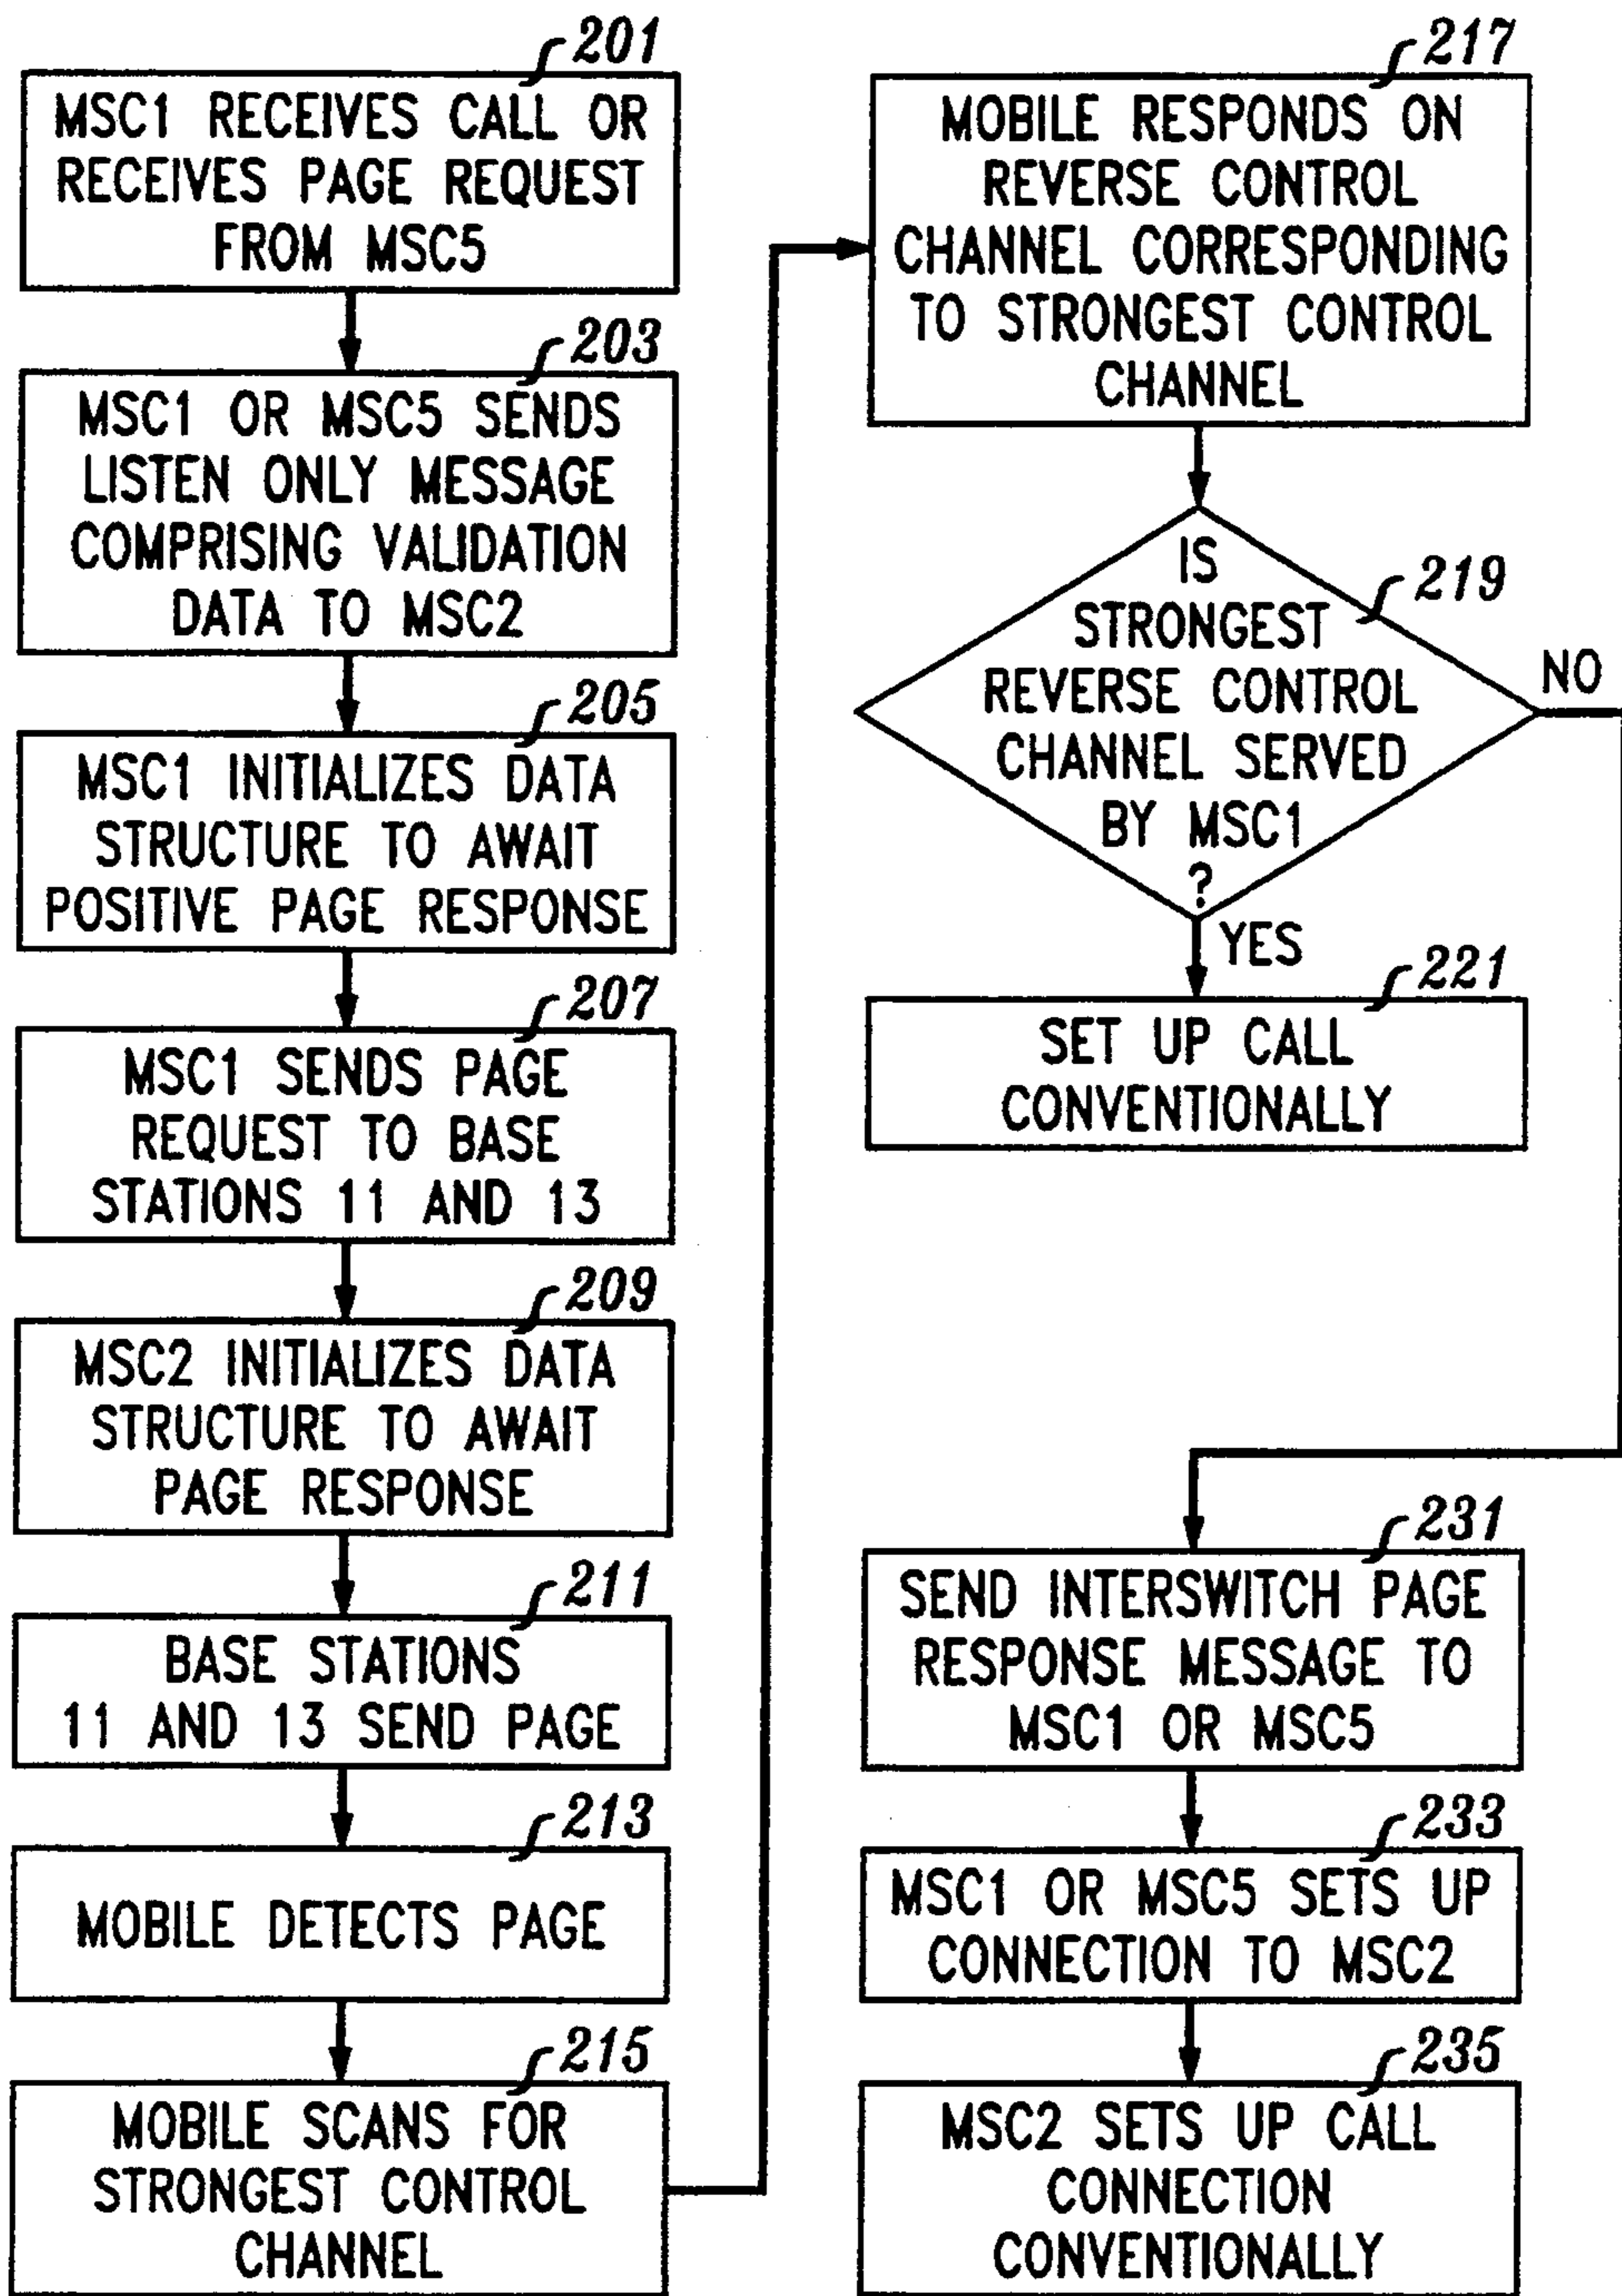 201
MSC1 RECEIVES CALL OR
RECEIVES PAGE REQUEST
FROM MSC5
203
MSC1 OR MSC5 SENDS
LISTEN ONLY MESSAGE
COMPRISING VALIDATION
DATA TO MSC2
205
MSC1 INITIALIZES DATA
STRUCTURE TO AWAIT
POSITIVE PAGE RESPONSE
207
MSC1 SENDS PAGE
REQUEST TO BASE
STATIONS 11 AND 13
209
MSC2 INITIALIZES DATA
STRUCTURE TO AWAIT
PAGE RESPONSE
211
BASE STATIONS
11 AND 13 SEND PAGE
213
MOBILE DETECTS PAGE
215
MOBILE SCANS FOR
STRONGEST CONTROL
CHANNEL
217
MOBILE RESPONDS ON
REVERSE CONTROL
CHANNEL CORRESPONDING
TO STRONGEST CONTROL
CHANNEL
219
IS
STRONGEST
REVERSE CONTROL
CHANNEL SERVED
BY MSC1
?
NO
YES
221
SET UP CALL
CONVENTIONALLY
231
SEND INTERSWITCH PAGE
RESPONSE MESSAGE TO
MSC1 OR MSC5
233
MSC1 OR MSC5 SETS UP
CONNECTION TO MSC2
235
MSC2 SETS UP CALL
CONNECTION
CONVENTIONALLY